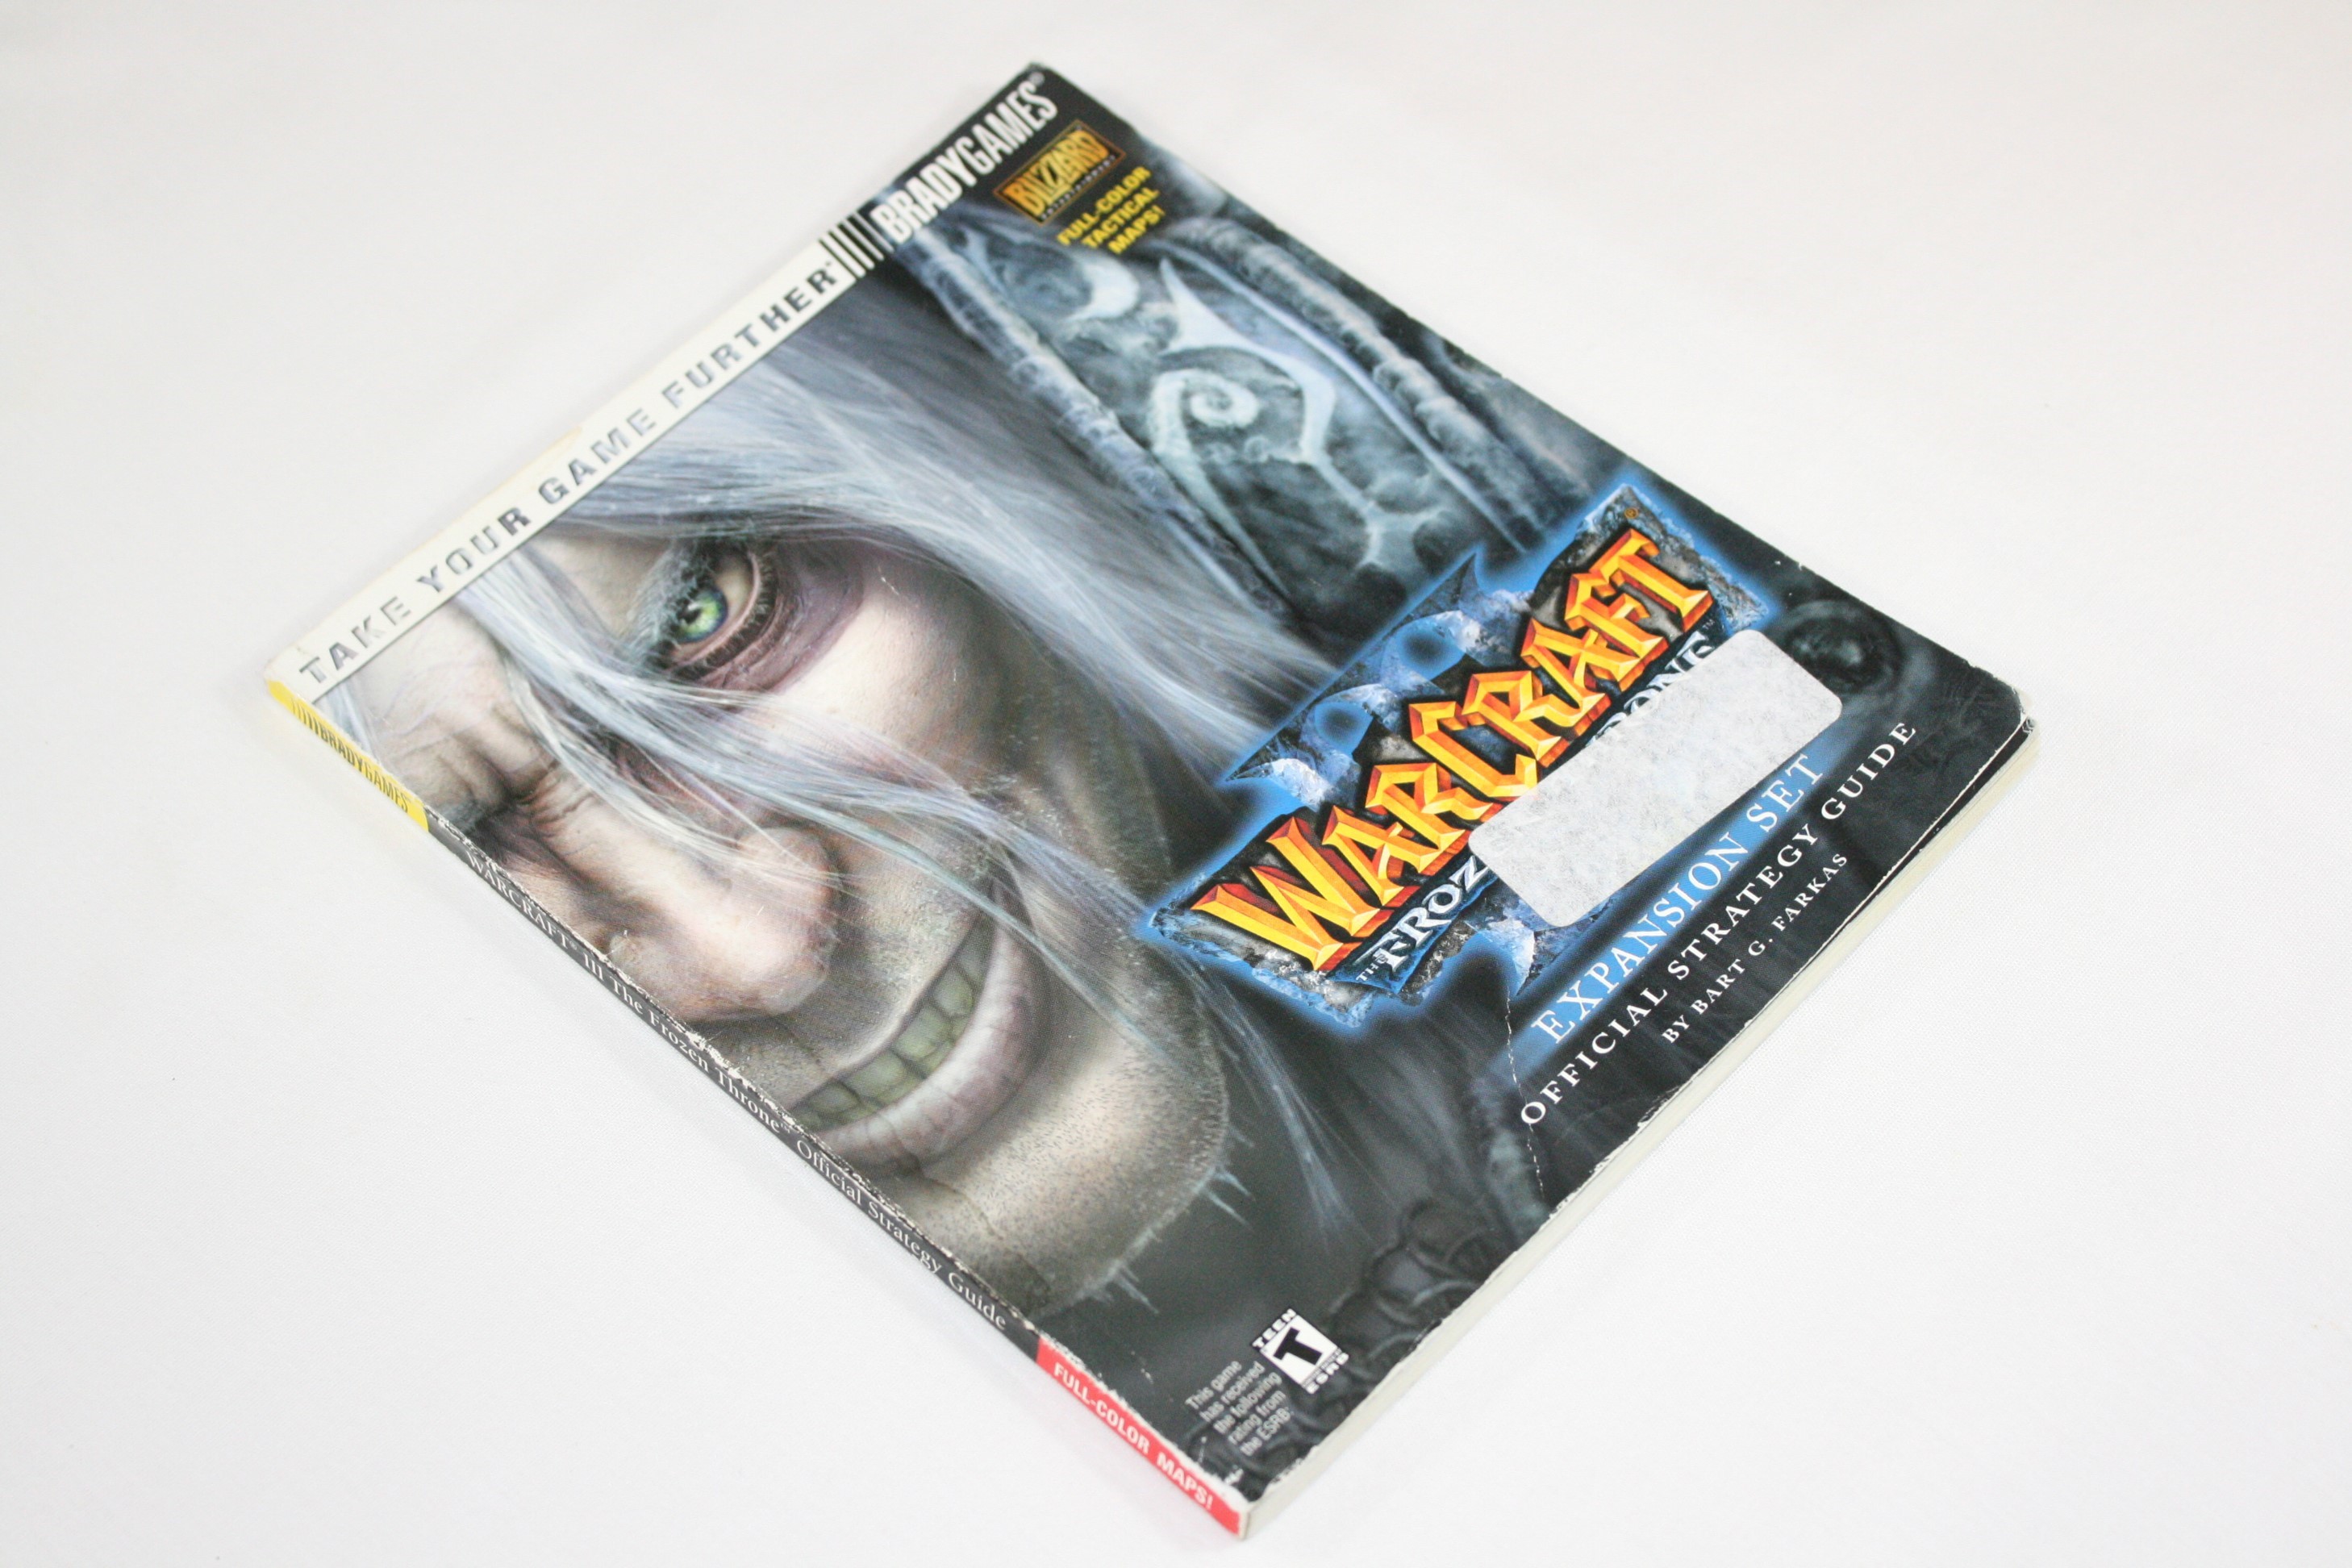 TAKE YOUR GAME FURTHER® BRADYGAMES®
BLIZZARD
ENTERTAINMENT
FULL-COLOR
TACTICAL
MAPS!
WARCRAFT
THE
EXPANSION SET
OFFICIAL STRATEGY GUIDE
BY BART G. FARKAS
TEEN
T
ESRB
This game
has received
the following
rating from
the ESRB:
BRADYGAMES
WARCRAFT® III The Frozen Throne™ Official Strategy Guide
FULL-COLOR MAPS!